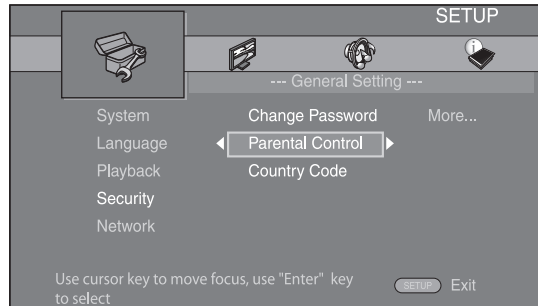 SETUP
--- General Setting ---
System Change Password More...
Language Parental Control
Playback Country Code
Security
Network
Use cursor key to move focus, use "Enter" key
to select
SETUP Exit